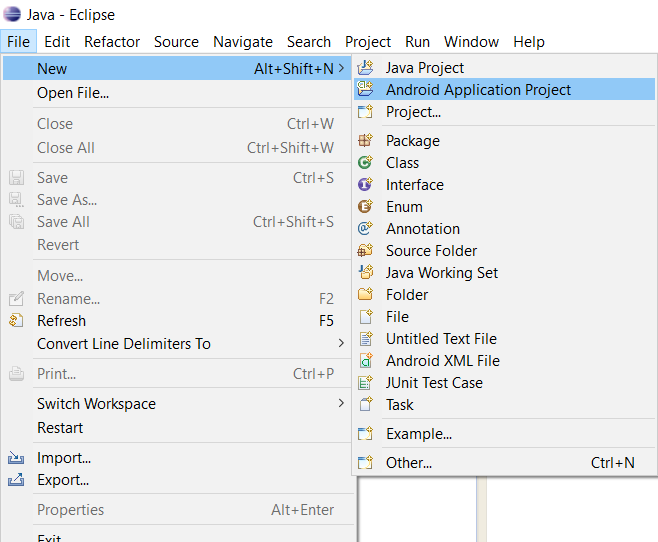 Java - Eclipse
File Edit Refactor Source Navigate Search Project Run Window Help
New Alt+Shift+N
Open File...
Close Ctrl+W
Close All Ctrl+Shift+W
Save Ctrl+S
Save As...
Save All Ctrl+Shift+S
Revert
Move...
Rename... F2
Refresh F5
Convert Line Delimiters To
Print... Ctrl+P
Switch Workspace
Restart
Import...
Export...
Properties Alt+Enter
Exit
Java Project
Android Application Project
Project...
Package
Class
Interface
Enum
Annotation
Source Folder
Java Working Set
Folder
File
Untitled Text File
Android XML File
JUnit Test Case
Task
Example...
Other... Ctrl+N